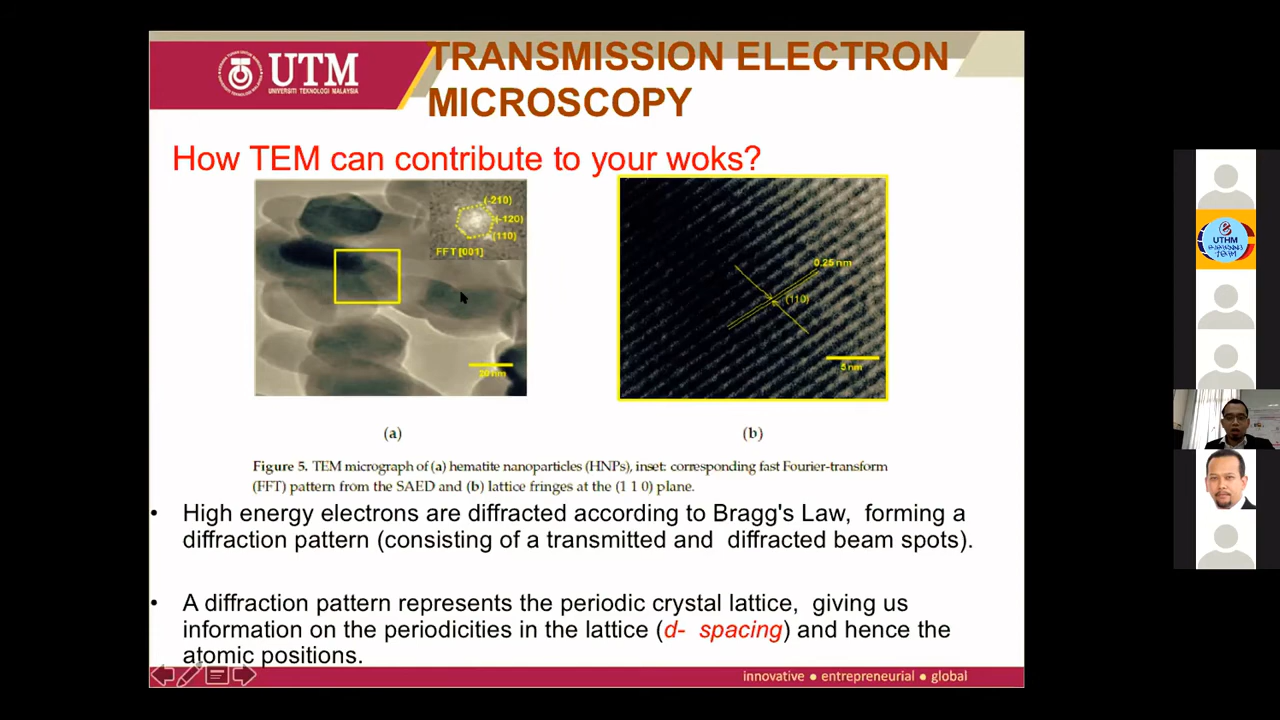 UTM
UNIVERSITI TEKNOLOGI MALAYSIA
TRANSMISSION ELECTRON
MICROSCOPY
How TEM can contribute to your woks?
(-210)
(-120)
(110)
FFT [001]
20 nm
0.25 nm
(110)
5 nm
(a)
(b)
Figure 5. TEM micrograph of (a) hematite nanoparticles (HNPs), inset: corresponding fast Fourier-transform
(FFT) pattern from the SAED and (b) lattice fringes at the (1 1 0) plane.
• High energy electrons are diffracted according to Bragg's Law, forming a
diffraction pattern (consisting of a transmitted and diffracted beam spots).
• A diffraction pattern represents the periodic crystal lattice, giving us
information on the periodicities in the lattice (d- spacing) and hence the
atomic positions.
innovative ● entrepreneurial ● global
UTHM
TEAM